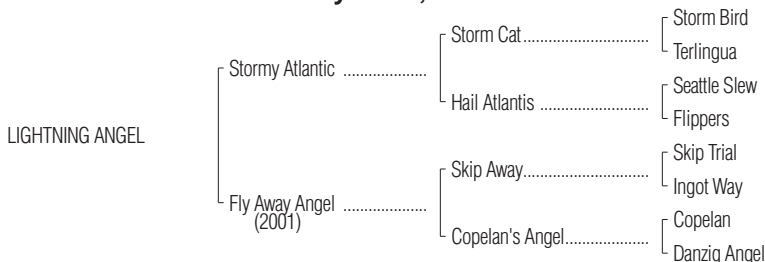 Storm Bird
Storm Cat
Terlingua
Stormy Atlantic
Seattle Slew
Hail Atlantis
Flippers
LIGHTNING ANGEL
Skip Trial
Skip Away
Ingot Way
Fly Away Angel
(2001)
Copelan
Copelan's Angel
Danzig Angel